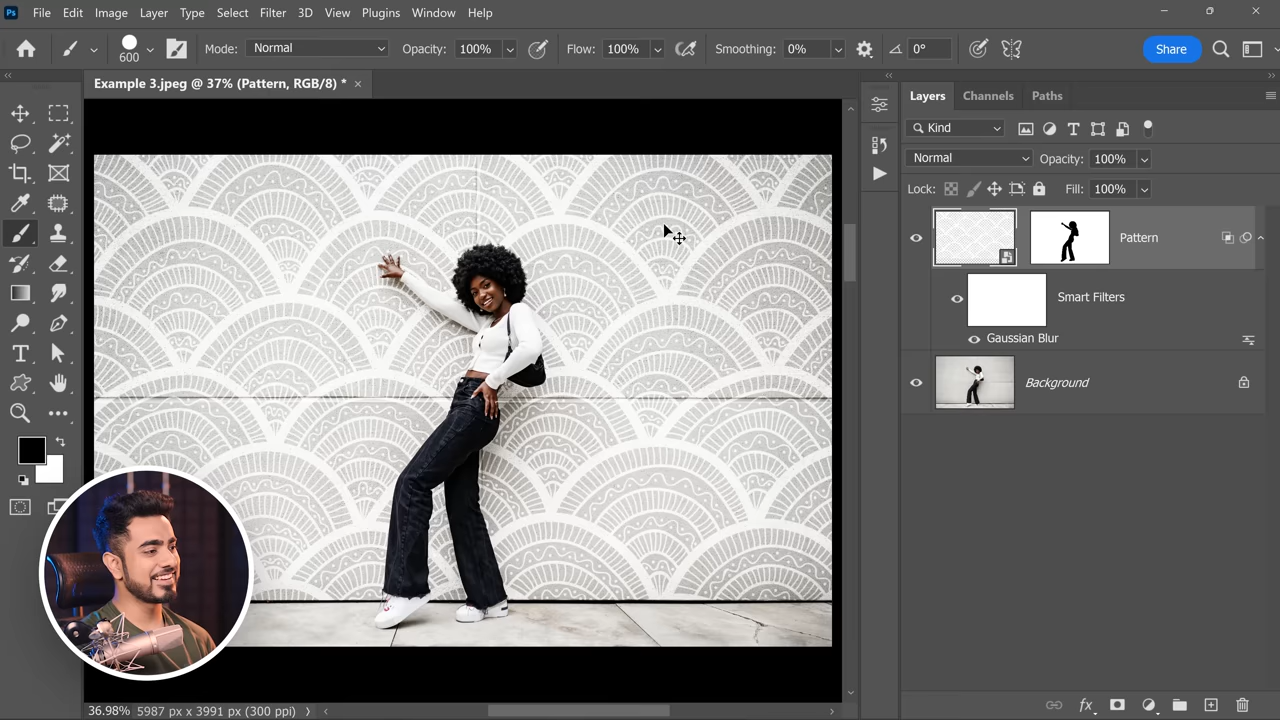 Ps File Edit Image Layer Type Select Filter 3D View Plugins Window Help
600 Mode: Normal Opacity: 100% Flow: 100% Smoothing: 0% 0° Share
Example 3.jpeg @ 37% (Pattern, RGB/8) *
Layers Channels Paths
Kind
Normal Opacity: 100%
Lock: Fill: 100%
Pattern
Smart Filters
Gaussian Blur
Background
36.98% 5987 px x 3991 px (300 ppi)